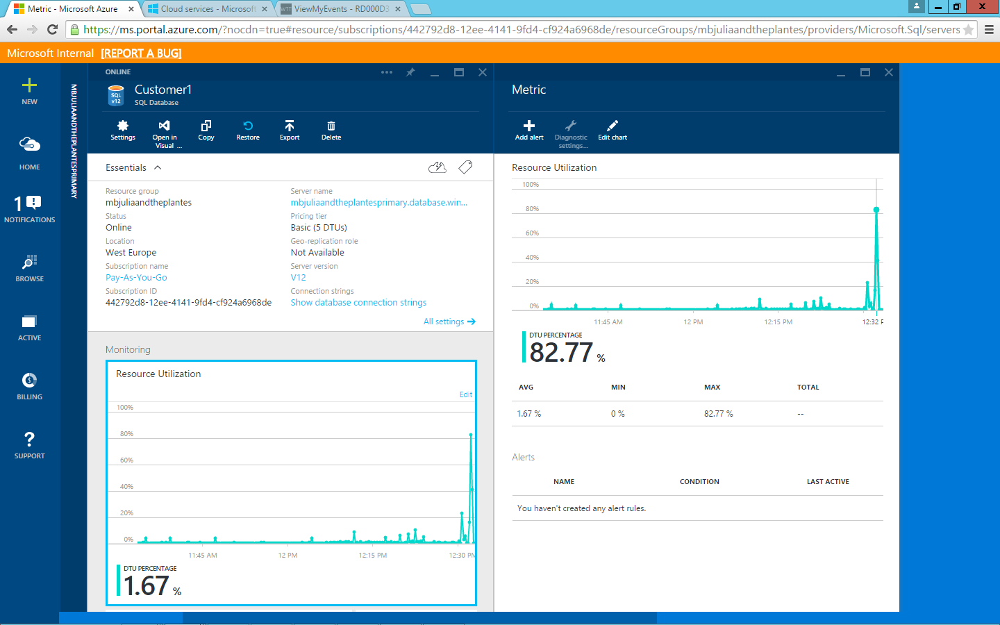 Metric - Microsoft Azure
Cloud services - Microsoft
ViewMyEvents - RD000D3
https://ms.portal.azure.com/?nocdn=true#resource/subscriptions/442792d8-12ee-4141-9fd4-cf924a6968de/resourceGroups/mbjuliaandtheplantes/providers/Microsoft.Sql/servers
Microsoft Internal [REPORT A BUG]
NEW
HOME
1
NOTIFICATIONS
BROWSE
ACTIVE
BILLING
SUPPORT
MBJULIAANDTHEPLANTESPRIMARY
ONLINE
SQL
v12
Customer1
SQL Database
Settings
Open in
Visual ...
Copy
Restore
Export
Delete
Essentials
Resource group
mbjuliaandtheplantes
Status
Online
Location
West Europe
Subscription name
Pay-As-You-Go
Subscription ID
442792d8-12ee-4141-9fd4-cf924a6968de
Server name
mbjuliaandtheplantesprimary.database.win...
Pricing tier
Basic (5 DTUs)
Geo-replication role
Not Available
Server version
V12
Connection strings
Show database connection strings
All settings
Monitoring
Resource Utilization
Edit
100%
80%
60%
40%
20%
0%
11:45 AM
12 PM
12:15 PM
12:30 PM
DTU PERCENTAGE
1.67 %
Metric
Add alert
Diagnostic
settings...
Edit chart
Resource Utilization
100%
80%
60%
40%
20%
0%
11:45 AM
12 PM
12:15 PM
12:32 P
DTU PERCENTAGE
82.77 %
AVG MIN MAX TOTAL
1.67 % 0 % 82.77 % --
Alerts
NAME CONDITION LAST ACTIVE
You haven't created any alert rules.